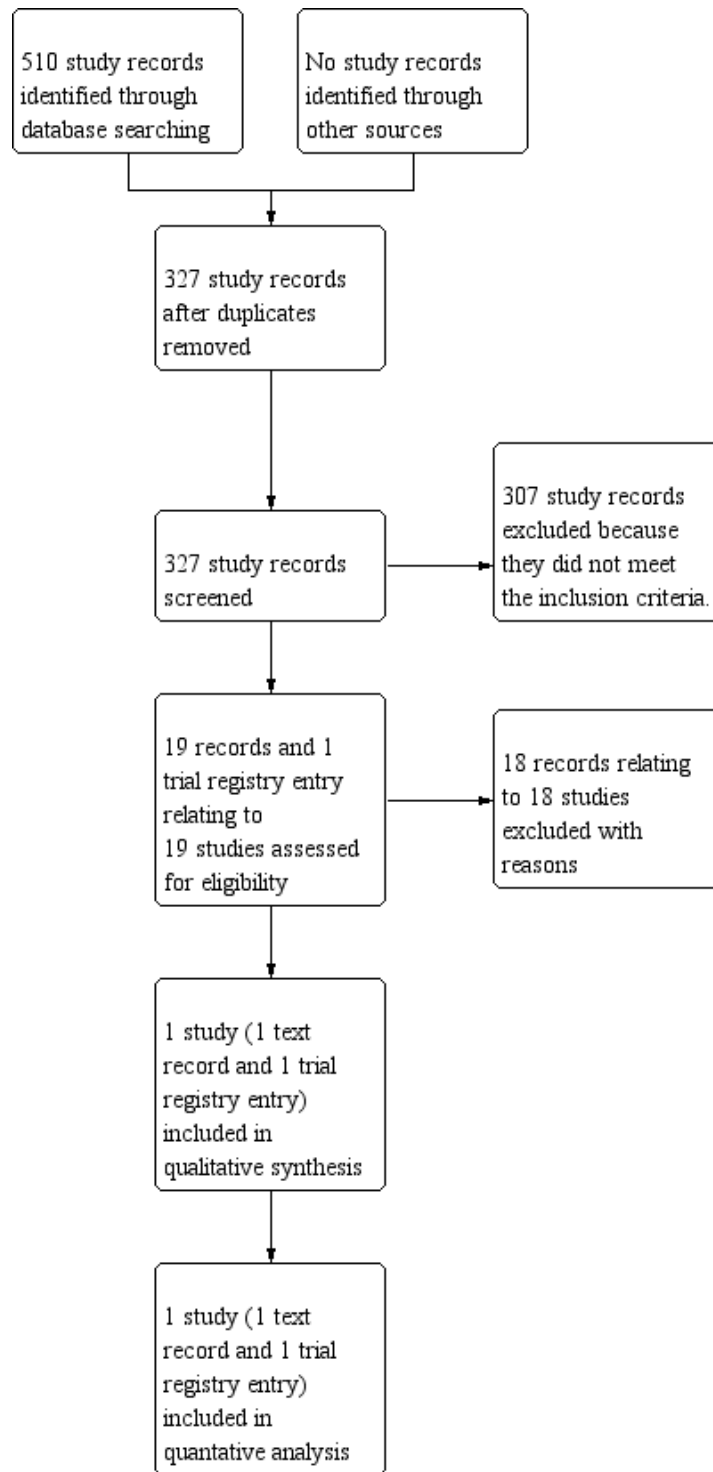 510 study records
identified through
database searching
No study records
identified through
other sources
327 study records
after duplicates
removed
327 study records
screened
307 study records
excluded because
they did not meet
the inclusion criteria.
19 records and 1
trial registry entry
relating to
19 studies assessed
for eligibility
18 records relating
to 18 studies
excluded with
reasons
1 study (1 text
record and 1 trial
registry entry)
included in
qualitative synthesis
1 study (1 text
record and 1 trial
registry entry)
included in
quantative analysis